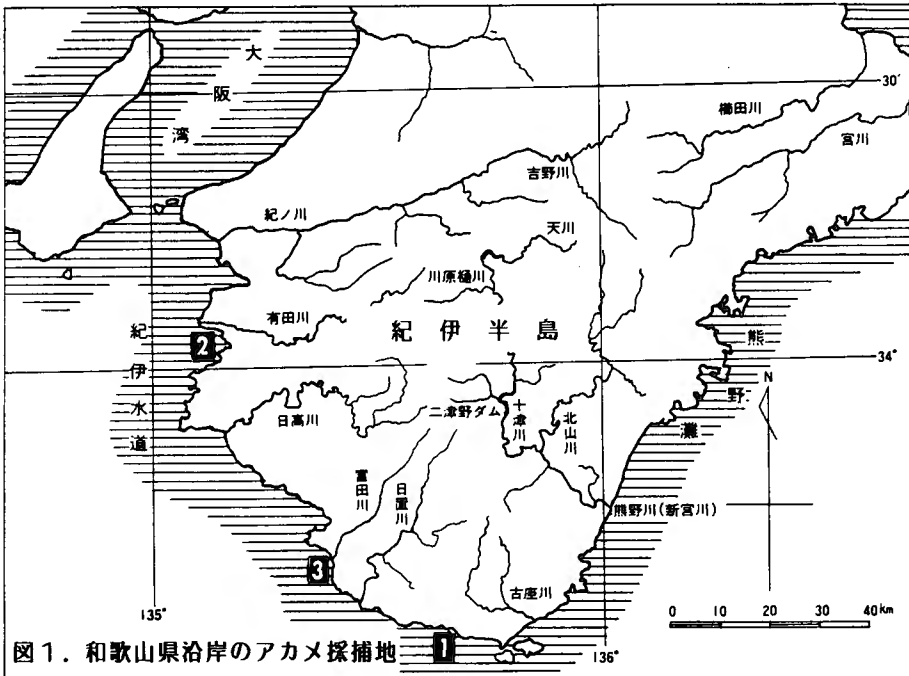 大阪湾
30′
櫛田川
宮川
吉野川
紀ノ川
天川
川原樋川
有田川
紀伊半島
紀伊水道
2
熊野灘
34°
N
日高川
二津野ダム
十津川
北山川
富田川
日置川
熊野川(新宮川)
3
古座川
135°
1
136°
0 10 20 30 40km
図1. 和歌山県沿岸のアカメ採捕地